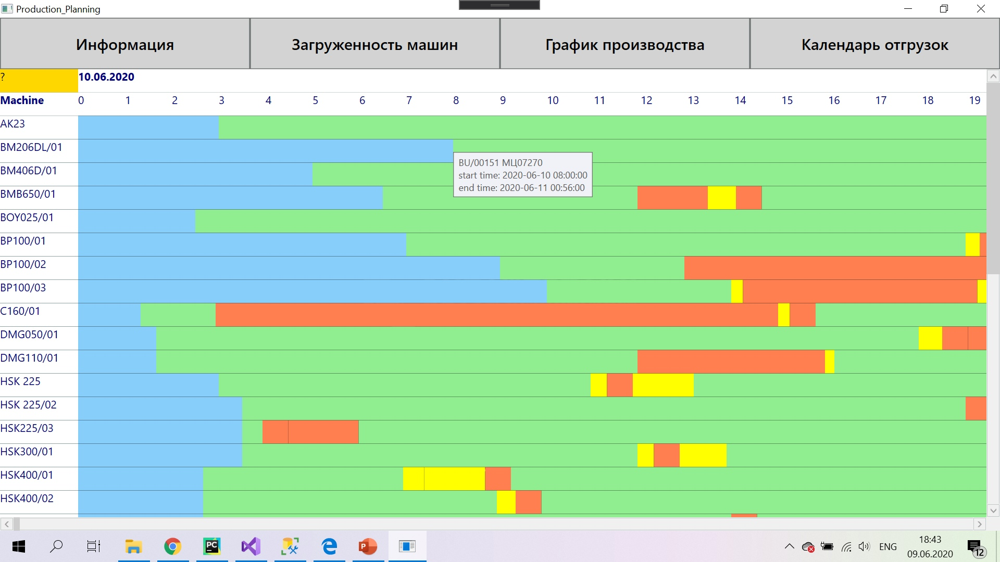 Production_Planning
Информация
Загруженность машин
График производства
Календарь отгрузок
?
10.06.2020
Machine 0 1 2 3 4 5 6 7 8 9 10 11 12 13 14 15 16 17 18 19
AK23
BM206DL/01
BM406D/01
BU/00151 МЦ07270
start time: 2020-06-10 08:00:00
end time: 2020-06-11 00:56:00
BMB650/01
BOY025/01
BP100/01
BP100/02
BP100/03
C160/01
DMG050/01
DMG110/01
HSK 225
HSK 225/02
HSK225/03
HSK300/01
HSK400/01
HSK400/02
PC
P
ENG
18:43
09.06.2020
12